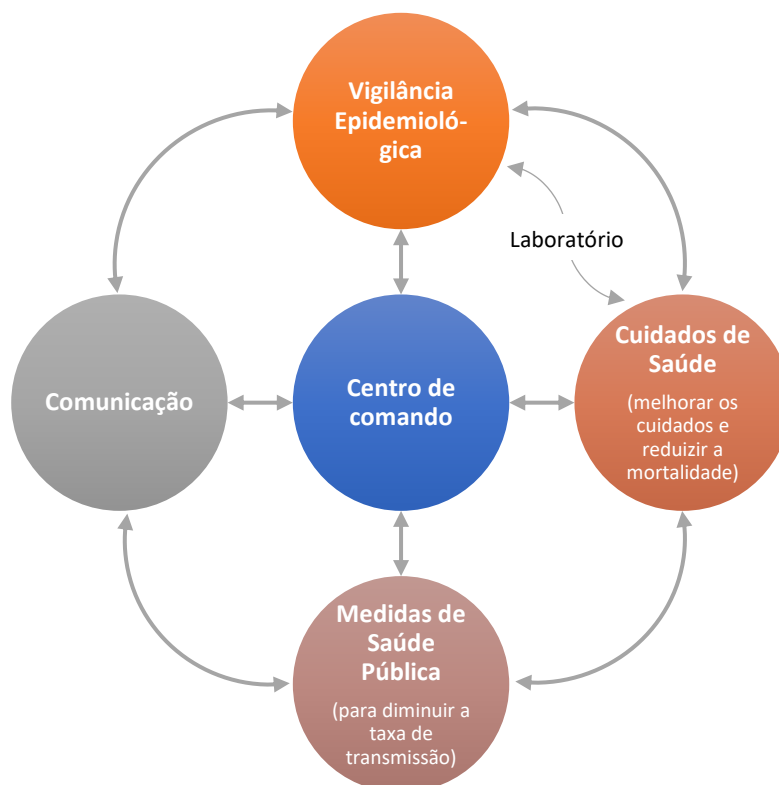 Vigilância
Epidemioló-
gica
Laboratório
Comunicação
Centro de
comando
Cuidados de
Saúde
(melhorar os
cuidados e
reduizir a
mortalidade)
Medidas de
Saúde
Pública
(para diminuir a
taxa de
transmissão)